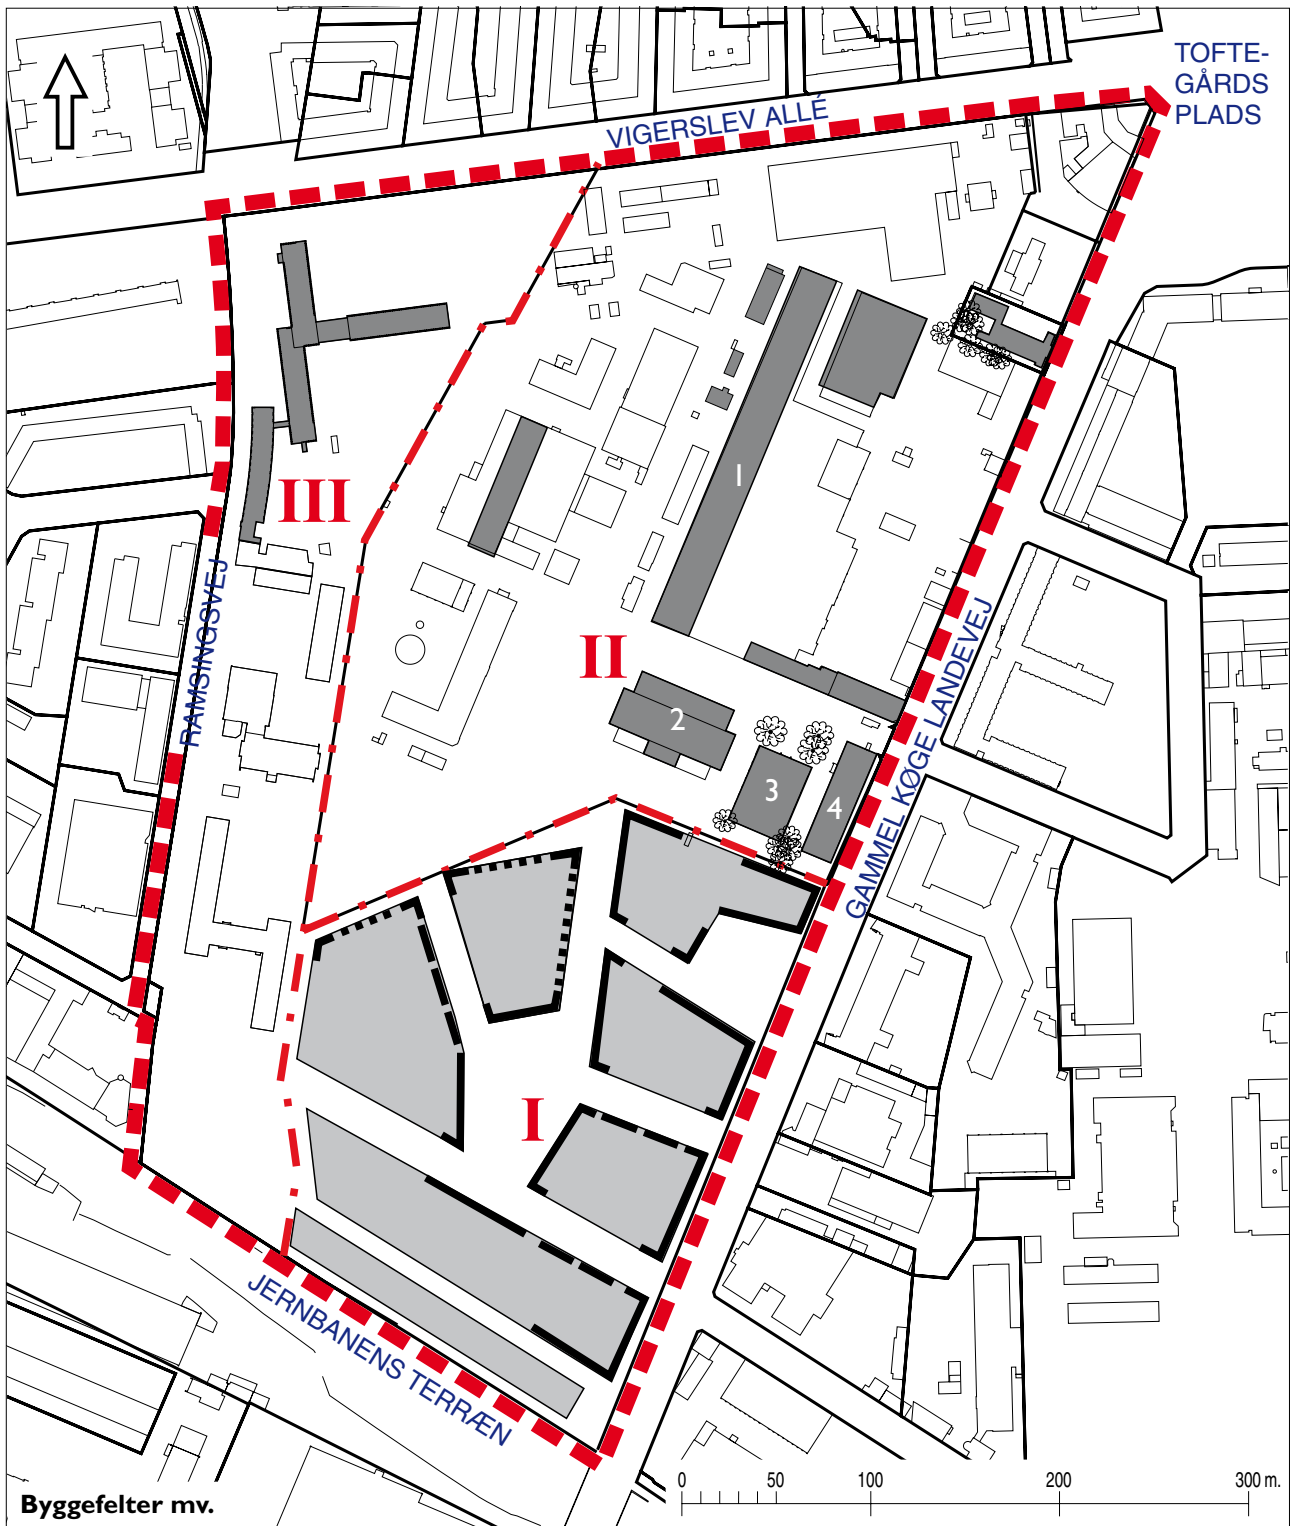 TOFTE-
GÅRDS
PLADS
VIGERSLEV ALLÉ
1
III
RAMSINGSVEJ
II
2
3
4
GAMMEL KØGE LANDEVEJ
I
JERNBANENS TERRÆN
0 50 100 200 300 m.
Byggefelter mv.